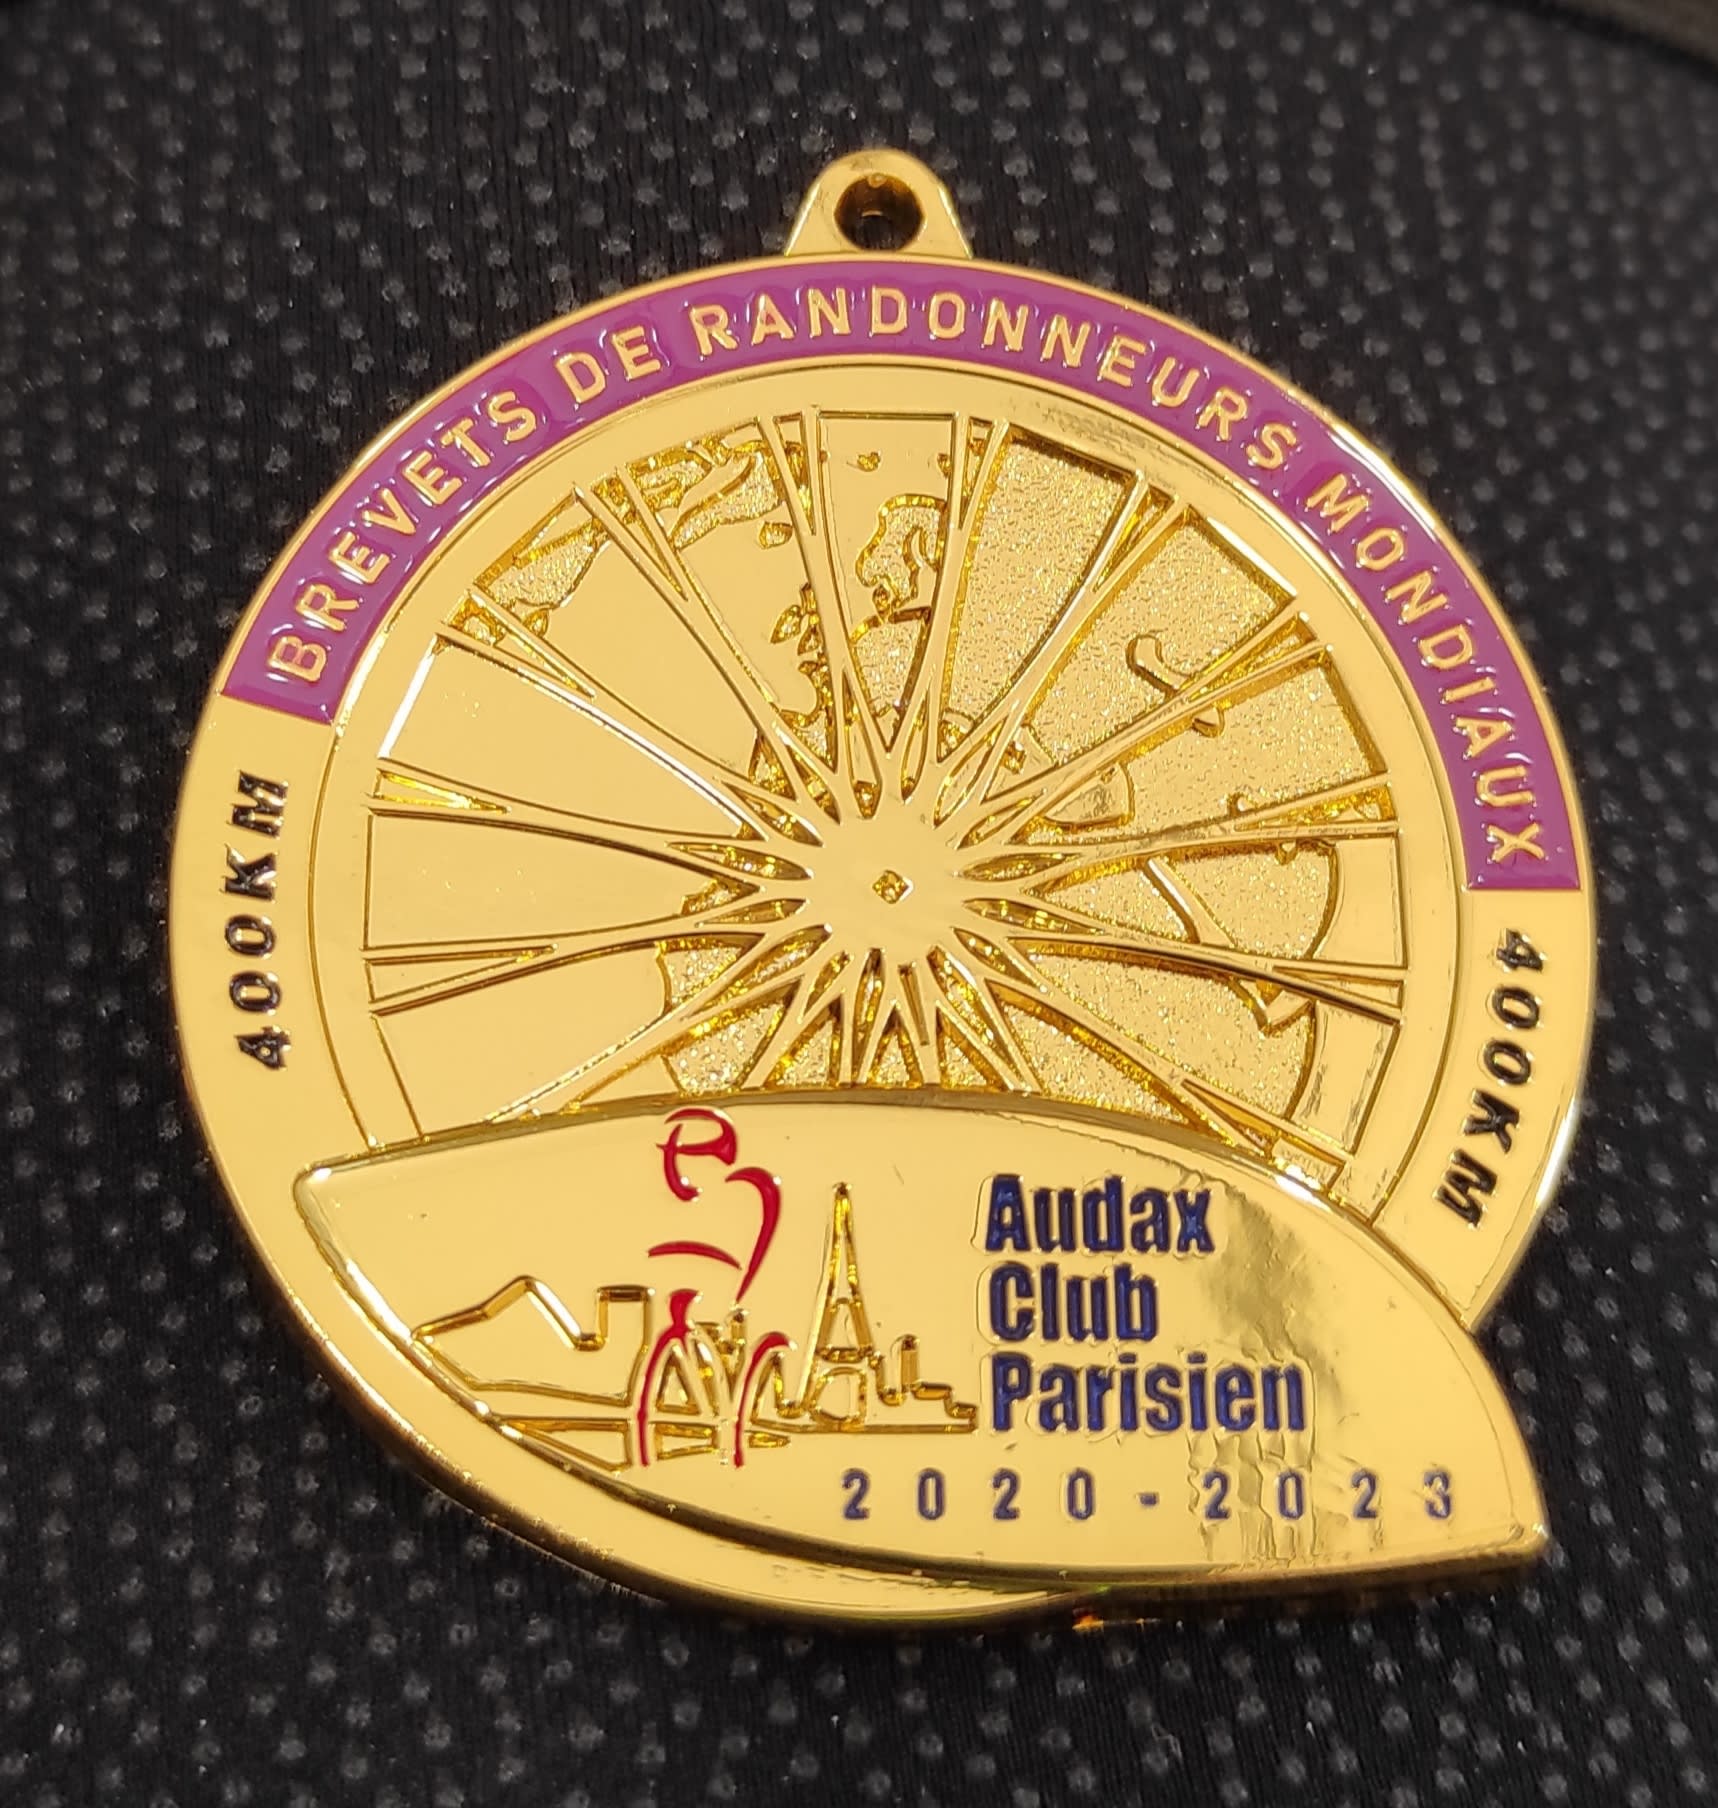 BREVETS DE RANDONNEURS MONDIAUX
400KM
400KM
Audax
Club
Parisien
2020-2023